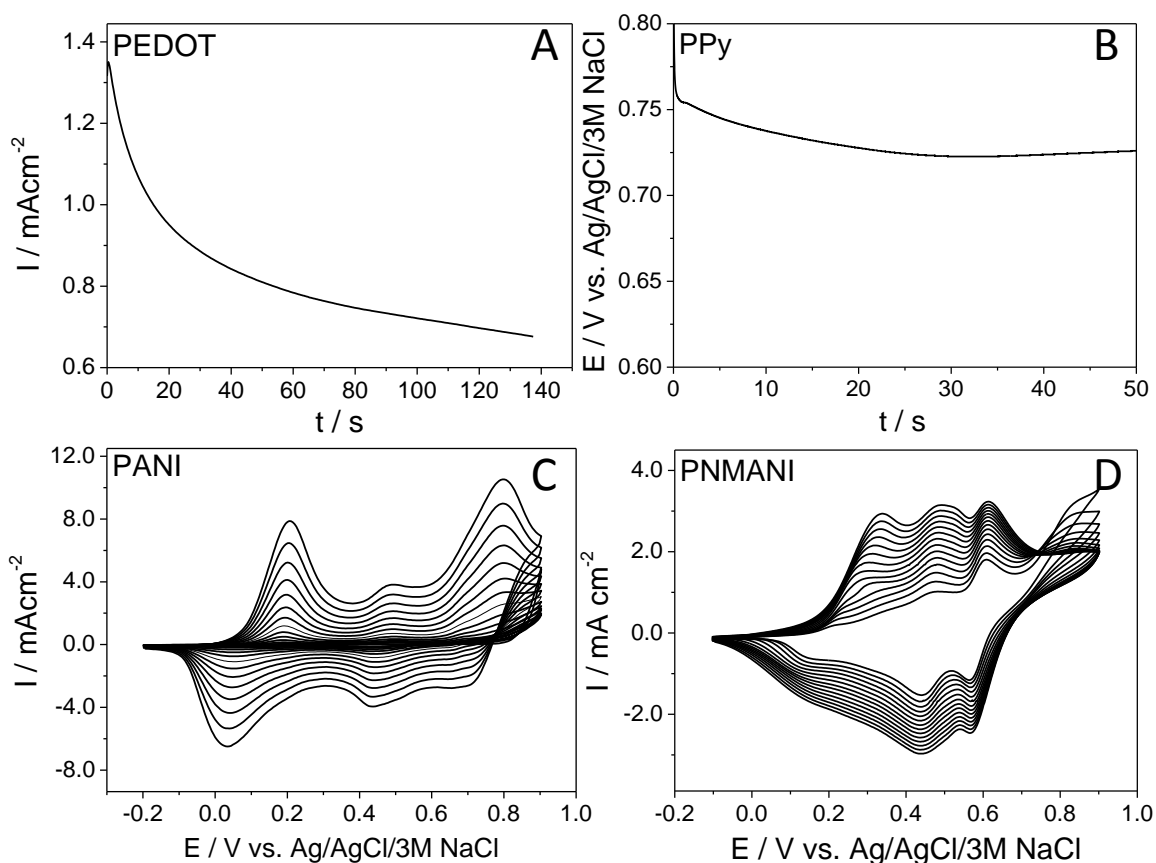 PEDOT
A
1.4
1.2
1.0
0.8
0.6
I / mAcm-2
0 20 40 60 80 100 120 140
t / s
PPy
B
0.80
0.75
0.70
0.65
0.60
E / V vs. Ag/AgCl/3M NaCl
0 10 20 30 40 50
t / s
PANI
C
12.0
8.0
4.0
0.0
-4.0
-8.0
I / mAcm-2
-0.2 0.0 0.2 0.4 0.6 0.8 1.0
E / V vs. Ag/AgCl/3M NaCl
PNMANI
D
4.0
2.0
0.0
-2.0
I / mA cm-2
-0.2 0.0 0.2 0.4 0.6 0.8 1.0
E / V vs. Ag/AgCl/3M NaCl